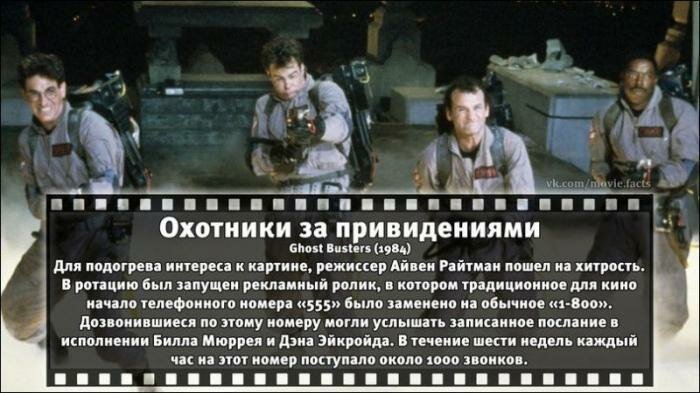 vk.com/movie.facts
Охотники за привидениями
Ghost Busters (1984)
Для подогрева интереса к картине, режиссер Айвен Райтман пошел на хитрость.
В ротацию был запущен рекламный ролик, в котором традиционное для кино
начало телефонного номера «555» было заменено на обычное «1-800».
Дозвонившиеся по этому номеру могли услышать записанное послание в
исполнении Билла Мюррея и Дэна Эйкройда. В течение шести недель каждый
час на этот номер поступало около 1000 звонков.